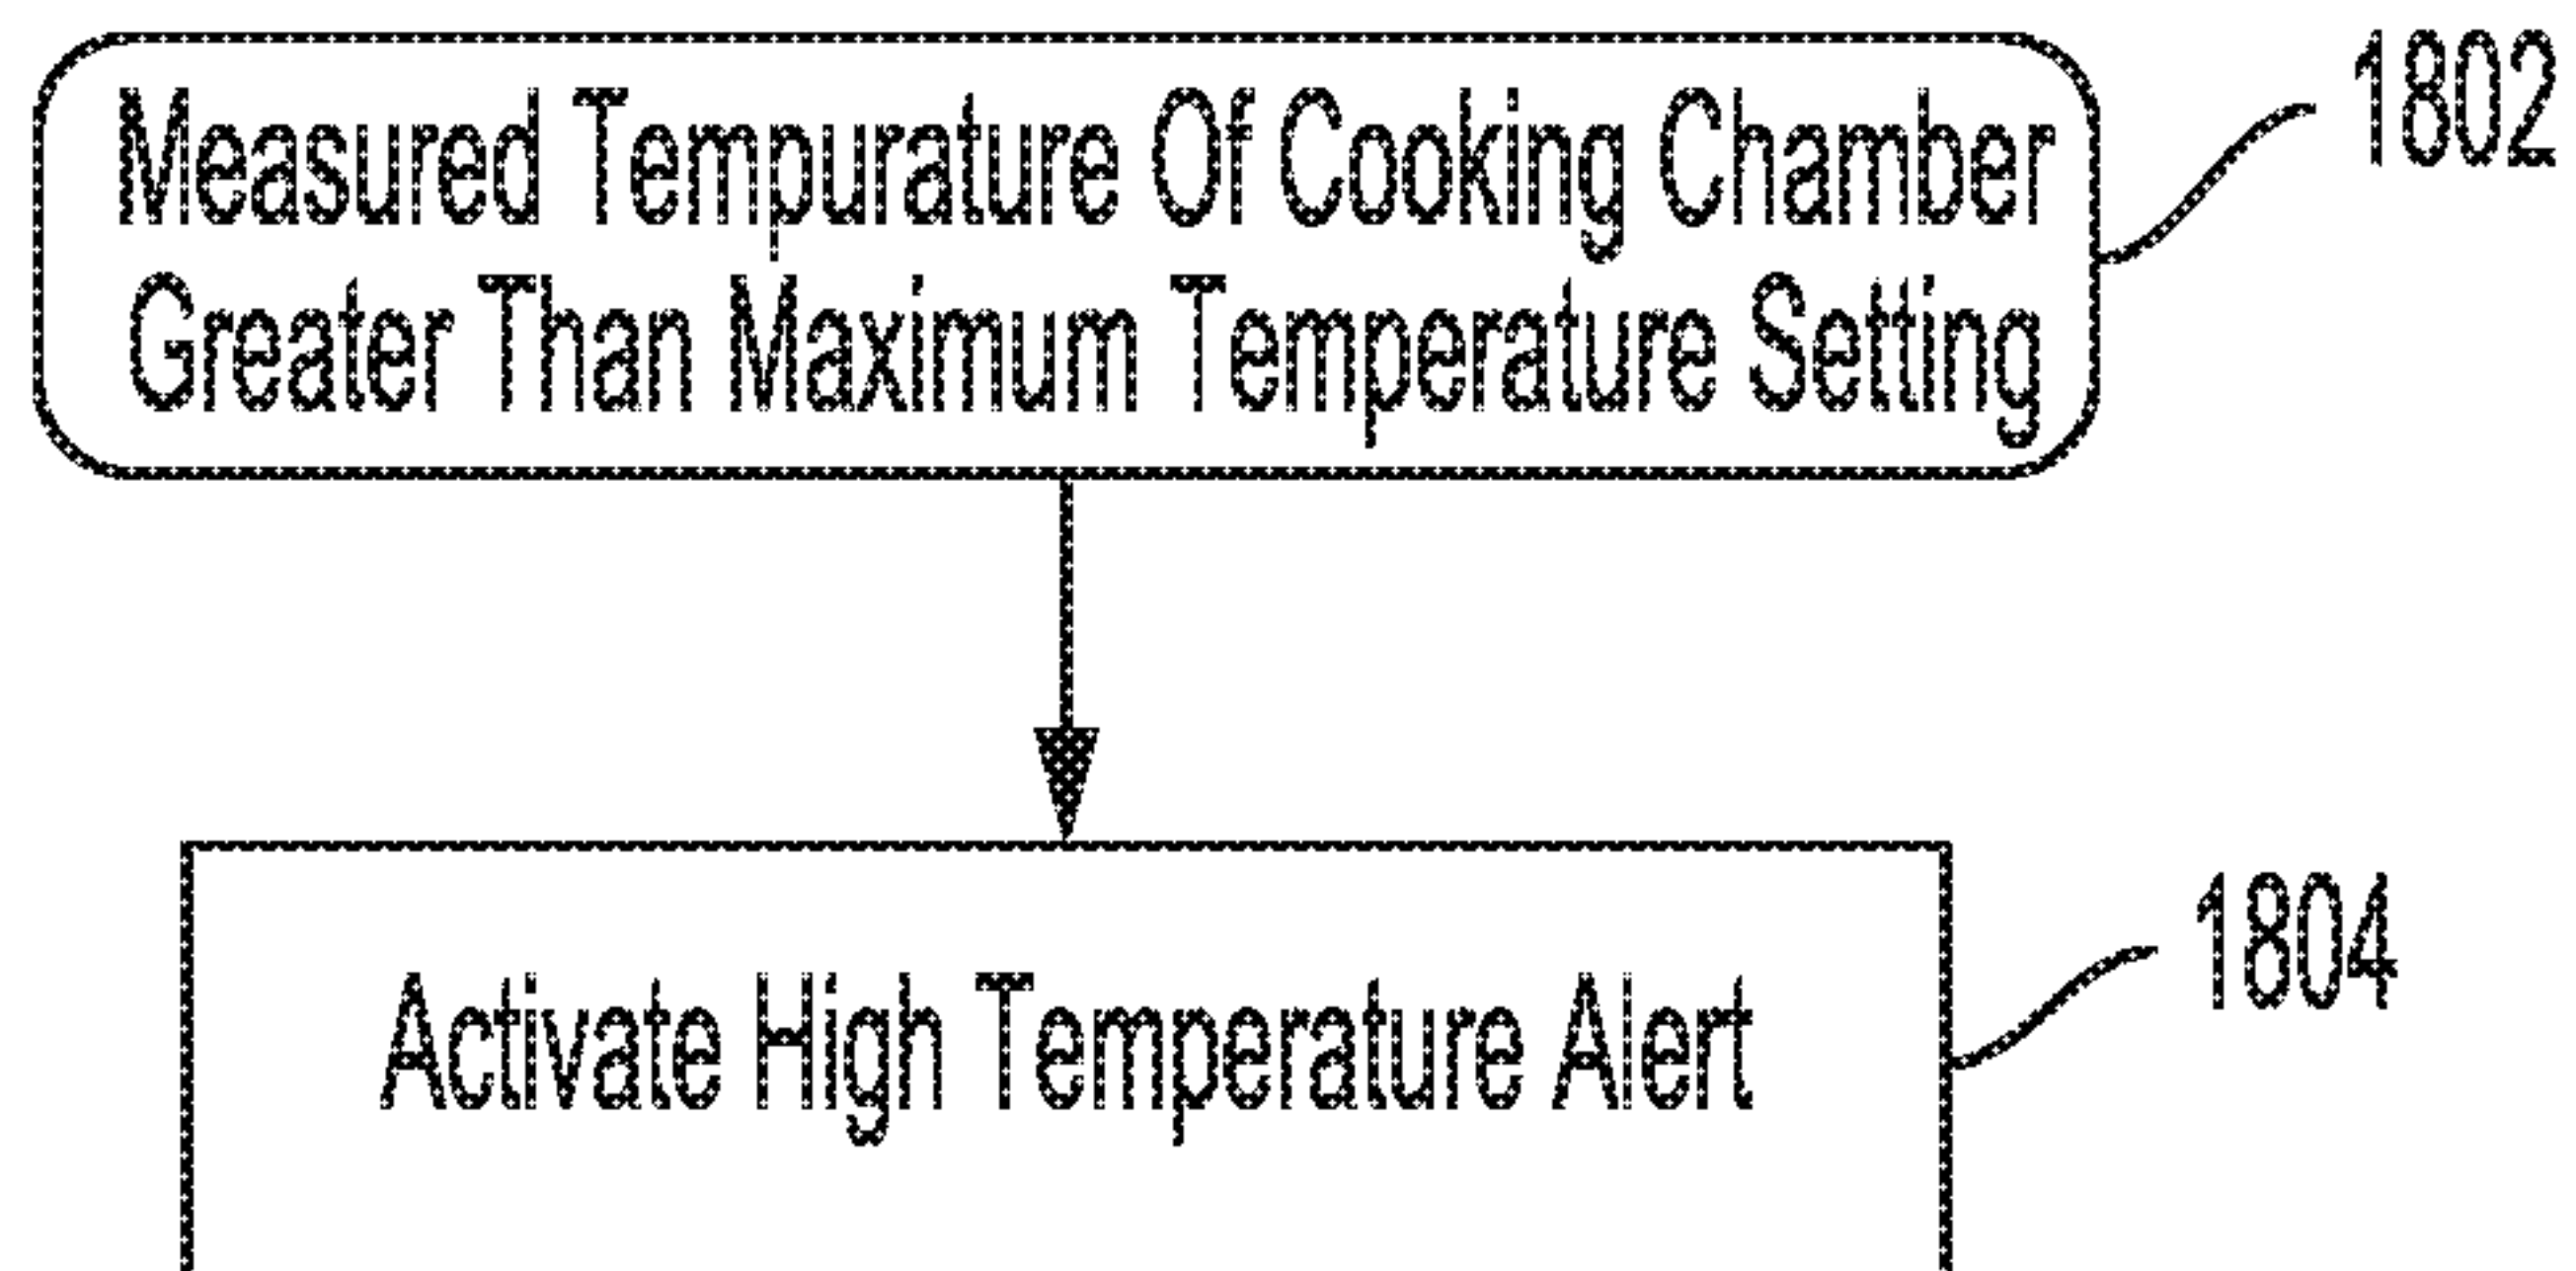 Measured Tempurature Of Cooking Chamber
Greater Than Maximum Temperature Setting
1802
Activate High Temperature Alert
1804